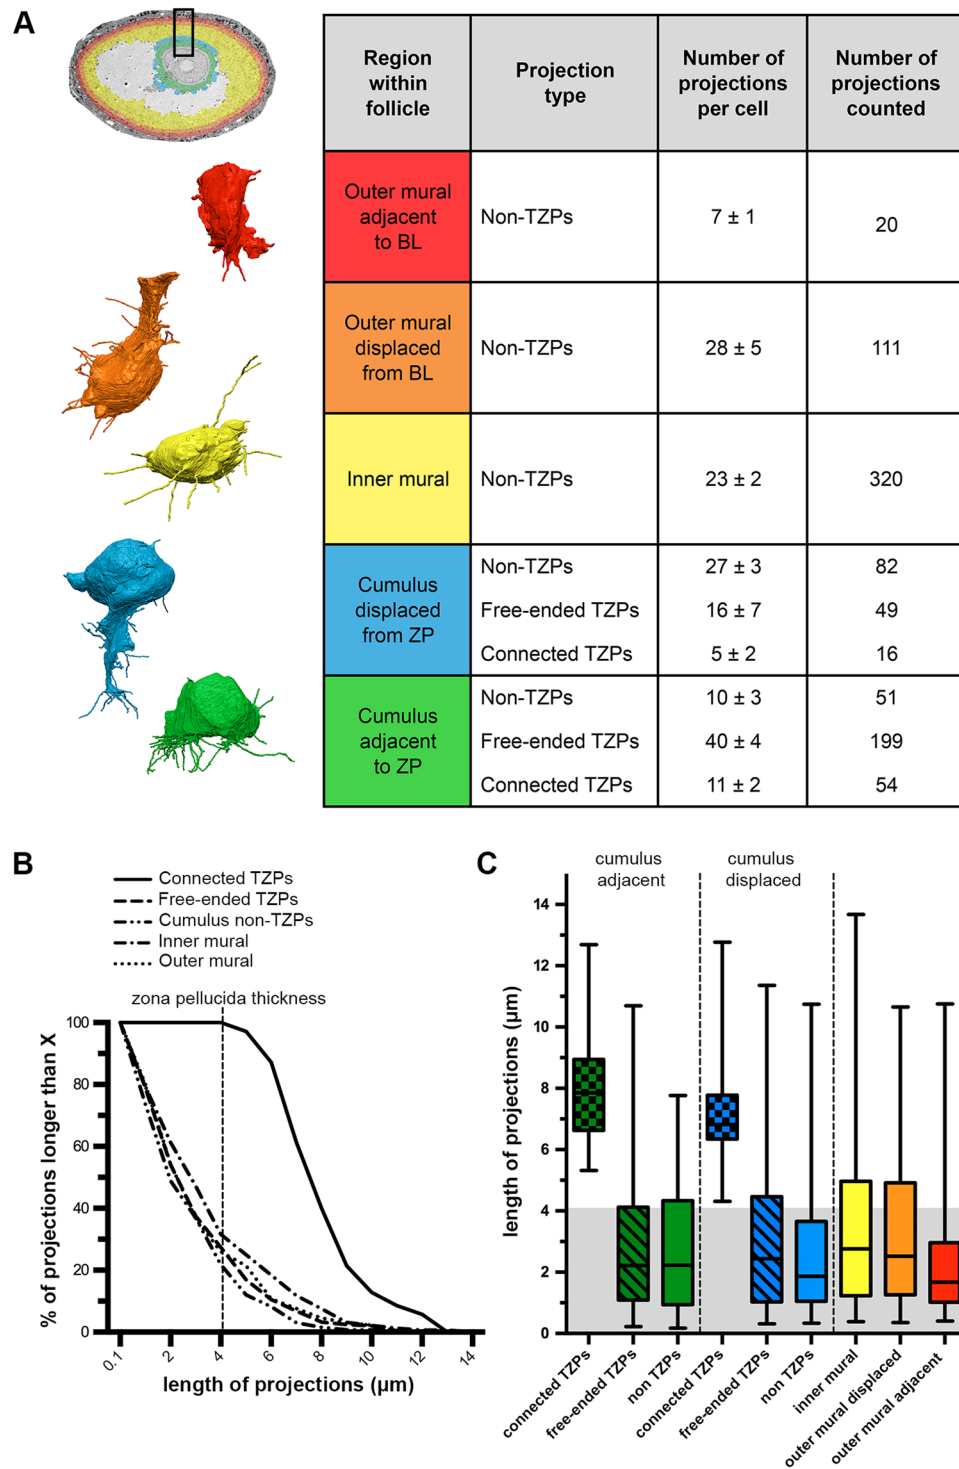 A
Region
within
follicle
Projection
type
Number of
projections
per cell
Number of
projections
counted
Outer mural
adjacent
to BL
Non-TZPs
7 ± 1
20
Outer mural
displaced
from BL
Non-TZPs
28 ± 5
111
Inner mural
Non-TZPs
23 ± 2
320
Cumulus
displaced
from ZP
Non-TZPs
27 ± 3
82
Free-ended TZPs
16 ± 7
49
Connected TZPs
5 ± 2
16
Cumulus
adjacent
to ZP
Non-TZPs
10 ± 3
51
Free-ended TZPs
40 ± 4
199
Connected TZPs
11 ± 2
54
B
Connected TZPs
Free-ended TZPs
Cumulus non-TZPs
Inner mural
Outer mural
zona pellucida thickness
% of projections longer than X
100
80
60
40
20
0
0.1
2
4
6
8
10
12
14
length of projections (μm)
C
cumulus
adjacent
cumulus
displaced
length of projections (μm)
14
12
10
8
6
4
2
0
connected TZPs
free-ended TZPs
non TZPs
connected TZPs
free-ended TZPs
non TZPs
inner mural
outer mural displaced
outer mural adjacent